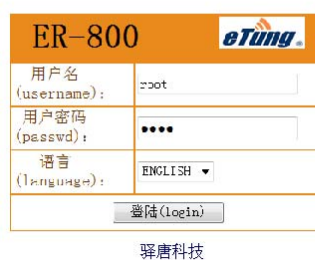 ER-800 eTung
用户名
(username): root
用户密码
(passwd): ●●●●
语言
(language): ENGLISH
登陆(login)
驿唐科技